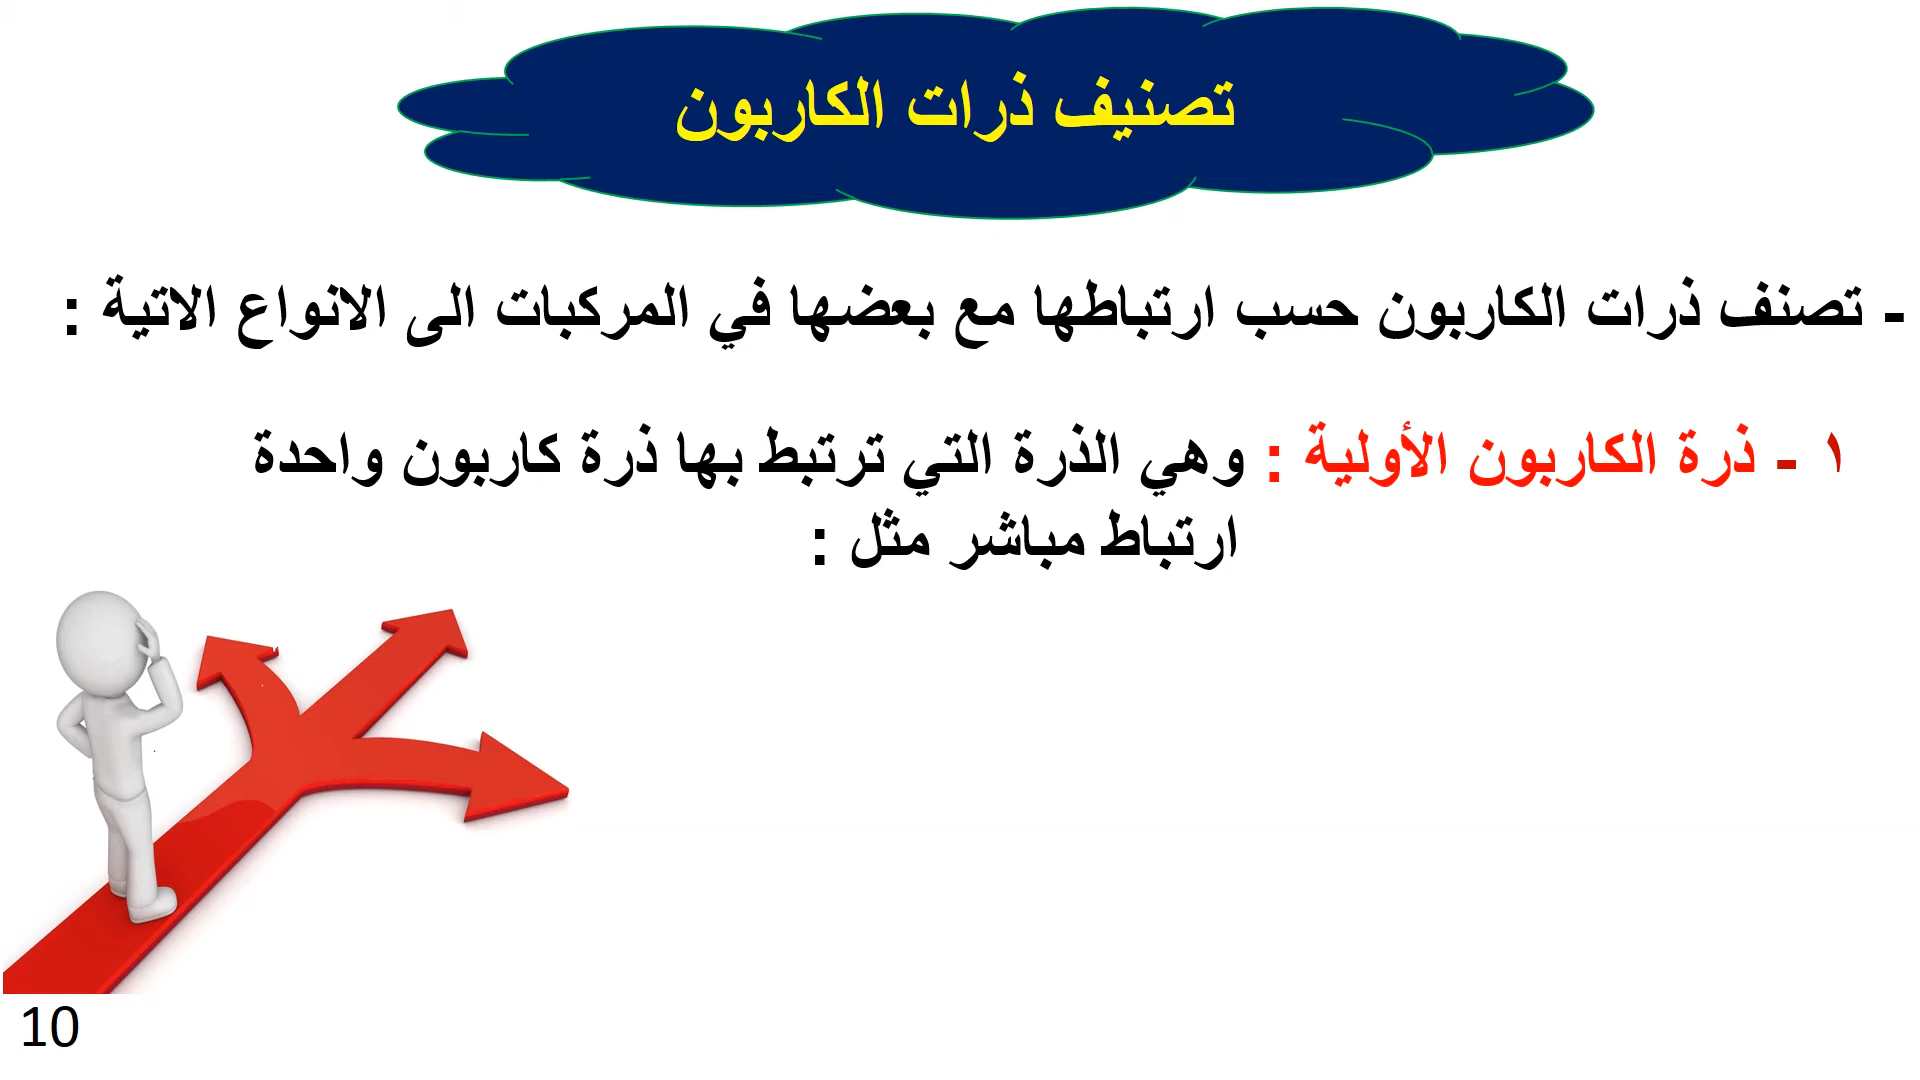 تصنيف ذرات الكاربون
- تصنف ذرات الكاربون حسب ارتباطها مع بعضها في المركبات الى الانواع الاتية :
١ - ذرة الكاربون الأولية : وهي الذرة التي ترتبط بها ذرة كاربون واحدة
ارتباط مباشر مثل :
10